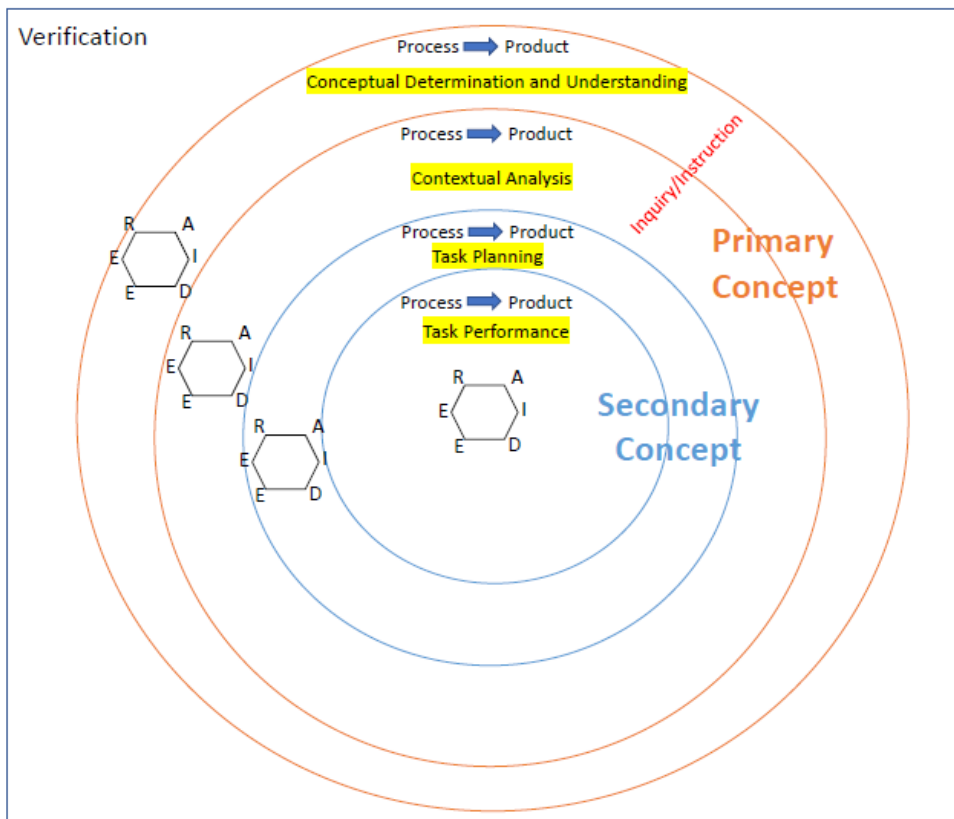 Verification
Process Product
Conceptual Determination and Understanding
Process Product
Contextual Analysis
Inquiry/Instruction
Process Product
Task Planning
Primary
Concept
Process Product
Task Performance
R A
E I
E D
R A
E I
E D
R A
E I
E D
Secondary
Concept
R A
E I
E D